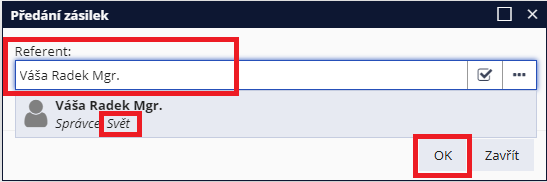 Předání zásilek
Referent:
Váša Radek Mgr.
Váša Radek Mgr.
Správce, Svět
OK Zavřít